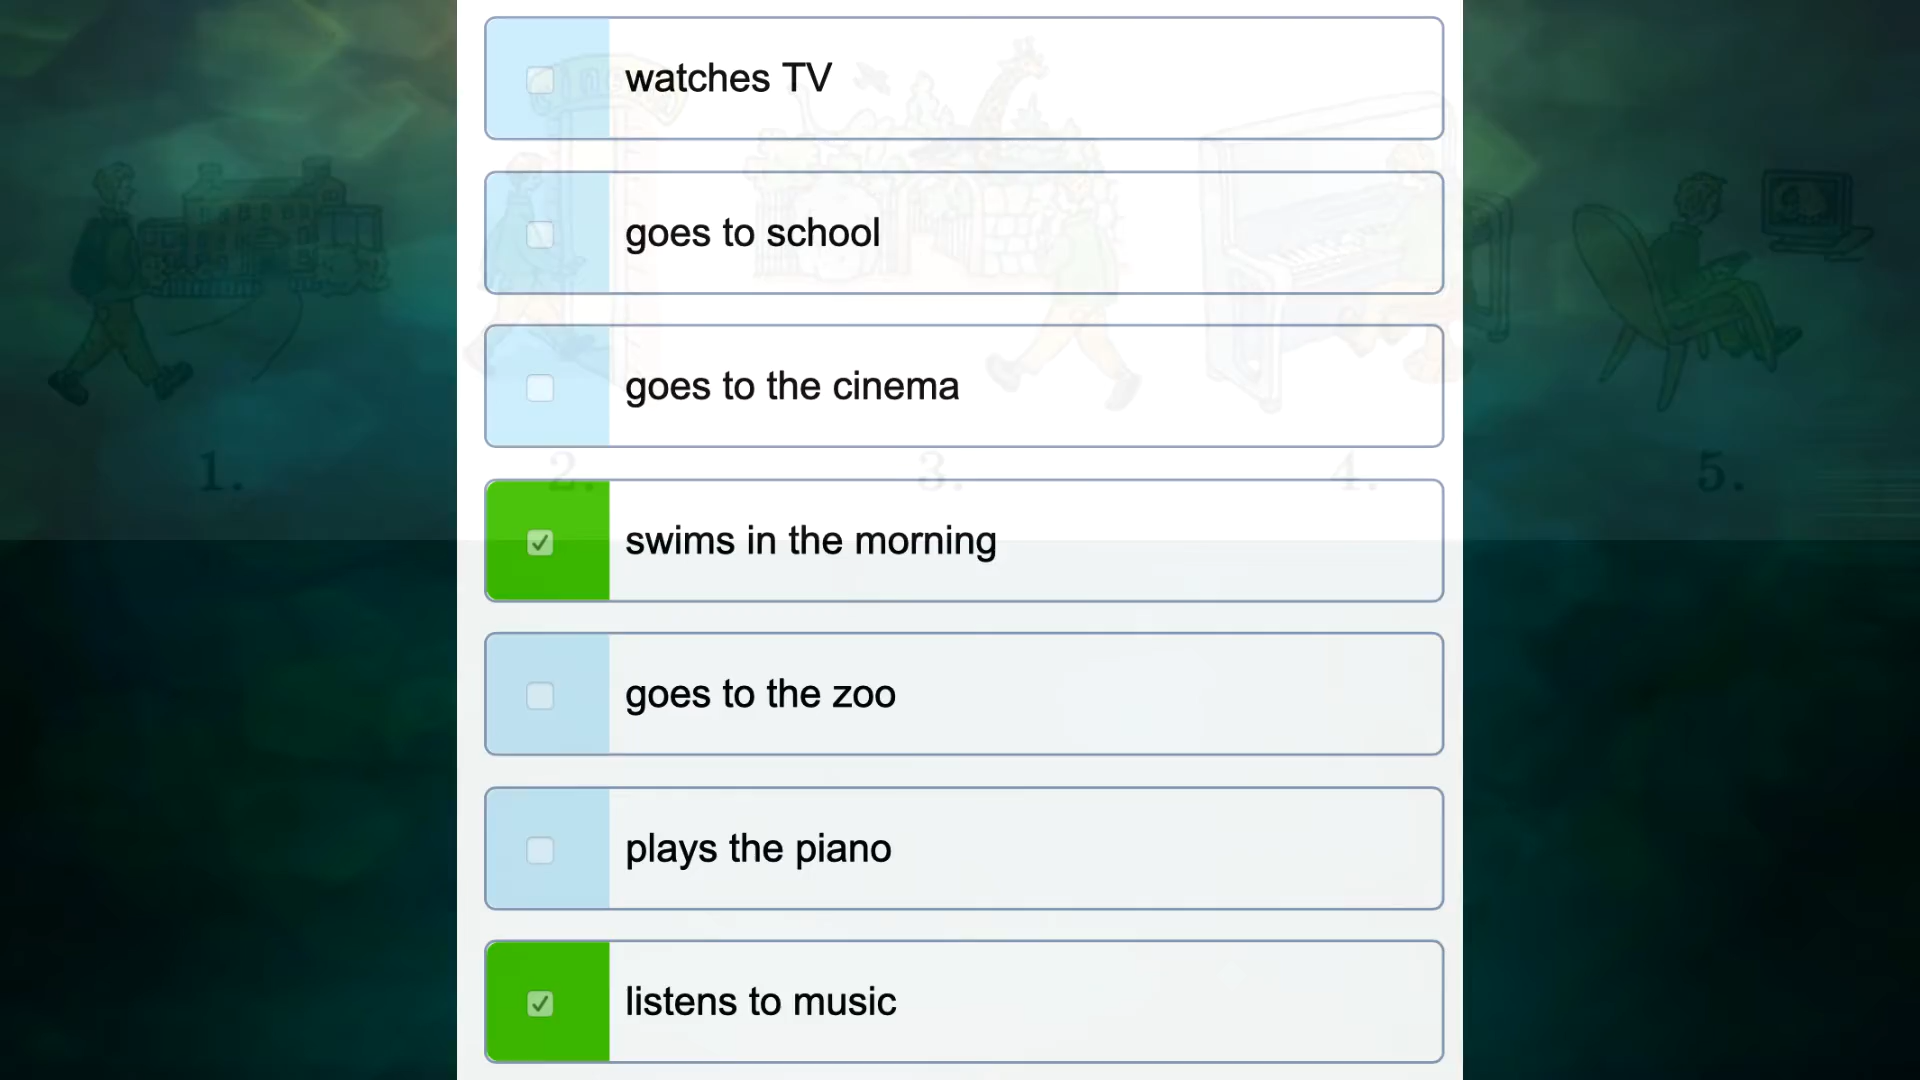 watches TV
goes to school
goes to the cinema
1.
2.
3.
4.
5.
swims in the morning
goes to the zoo
plays the piano
listens to music